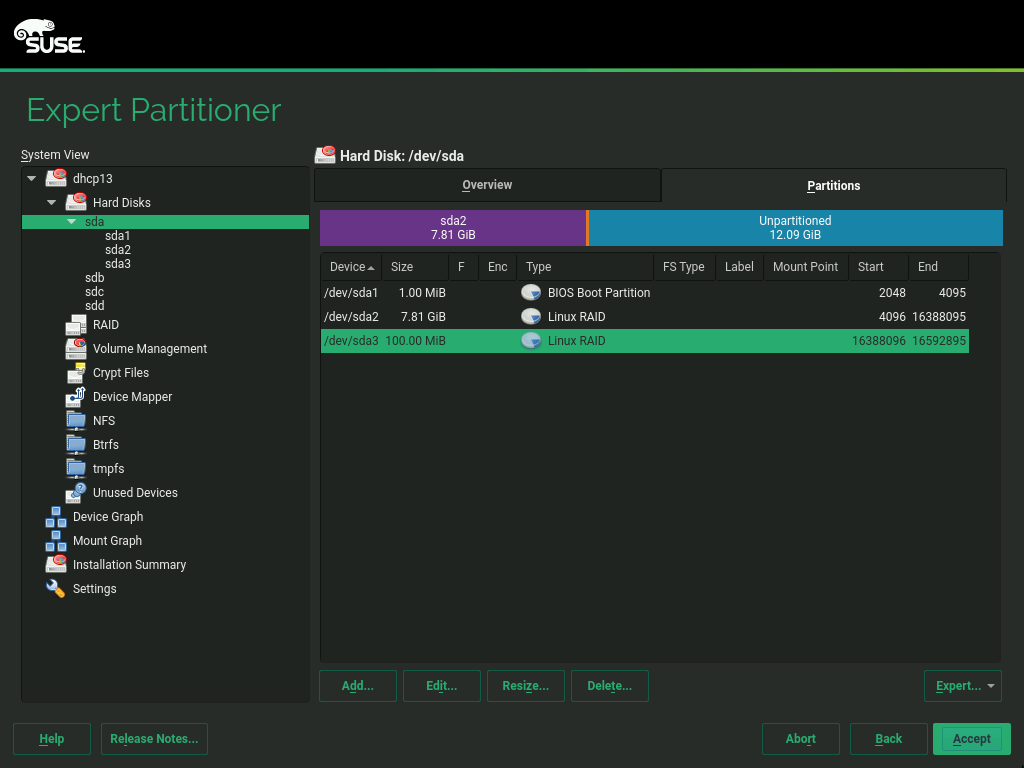 SUSE.
Expert Partitioner
System View
dhcp13
Hard Disks
sda
sda1
sda2
sda3
sdb
sdc
sdd
RAID
Volume Management
Crypt Files
Device Mapper
NFS
Btrfs
tmpfs
Unused Devices
Device Graph
Mount Graph
Installation Summary
Settings
Hard Disk: /dev/sda
Overview Partitions
sda2 Unpartitioned
7.81 GiB 12.09 GiB
Device Size F Enc Type FS Type Label Mount Point Start End
/dev/sda1 1.00 MiB BIOS Boot Partition 2048 4095
/dev/sda2 7.81 GiB Linux RAID 4096 16388095
/dev/sda3 100.00 MiB Linux RAID 16388096 16592895
Add... Edit... Resize... Delete... Expert...
Help Release Notes... Abort Back Accept